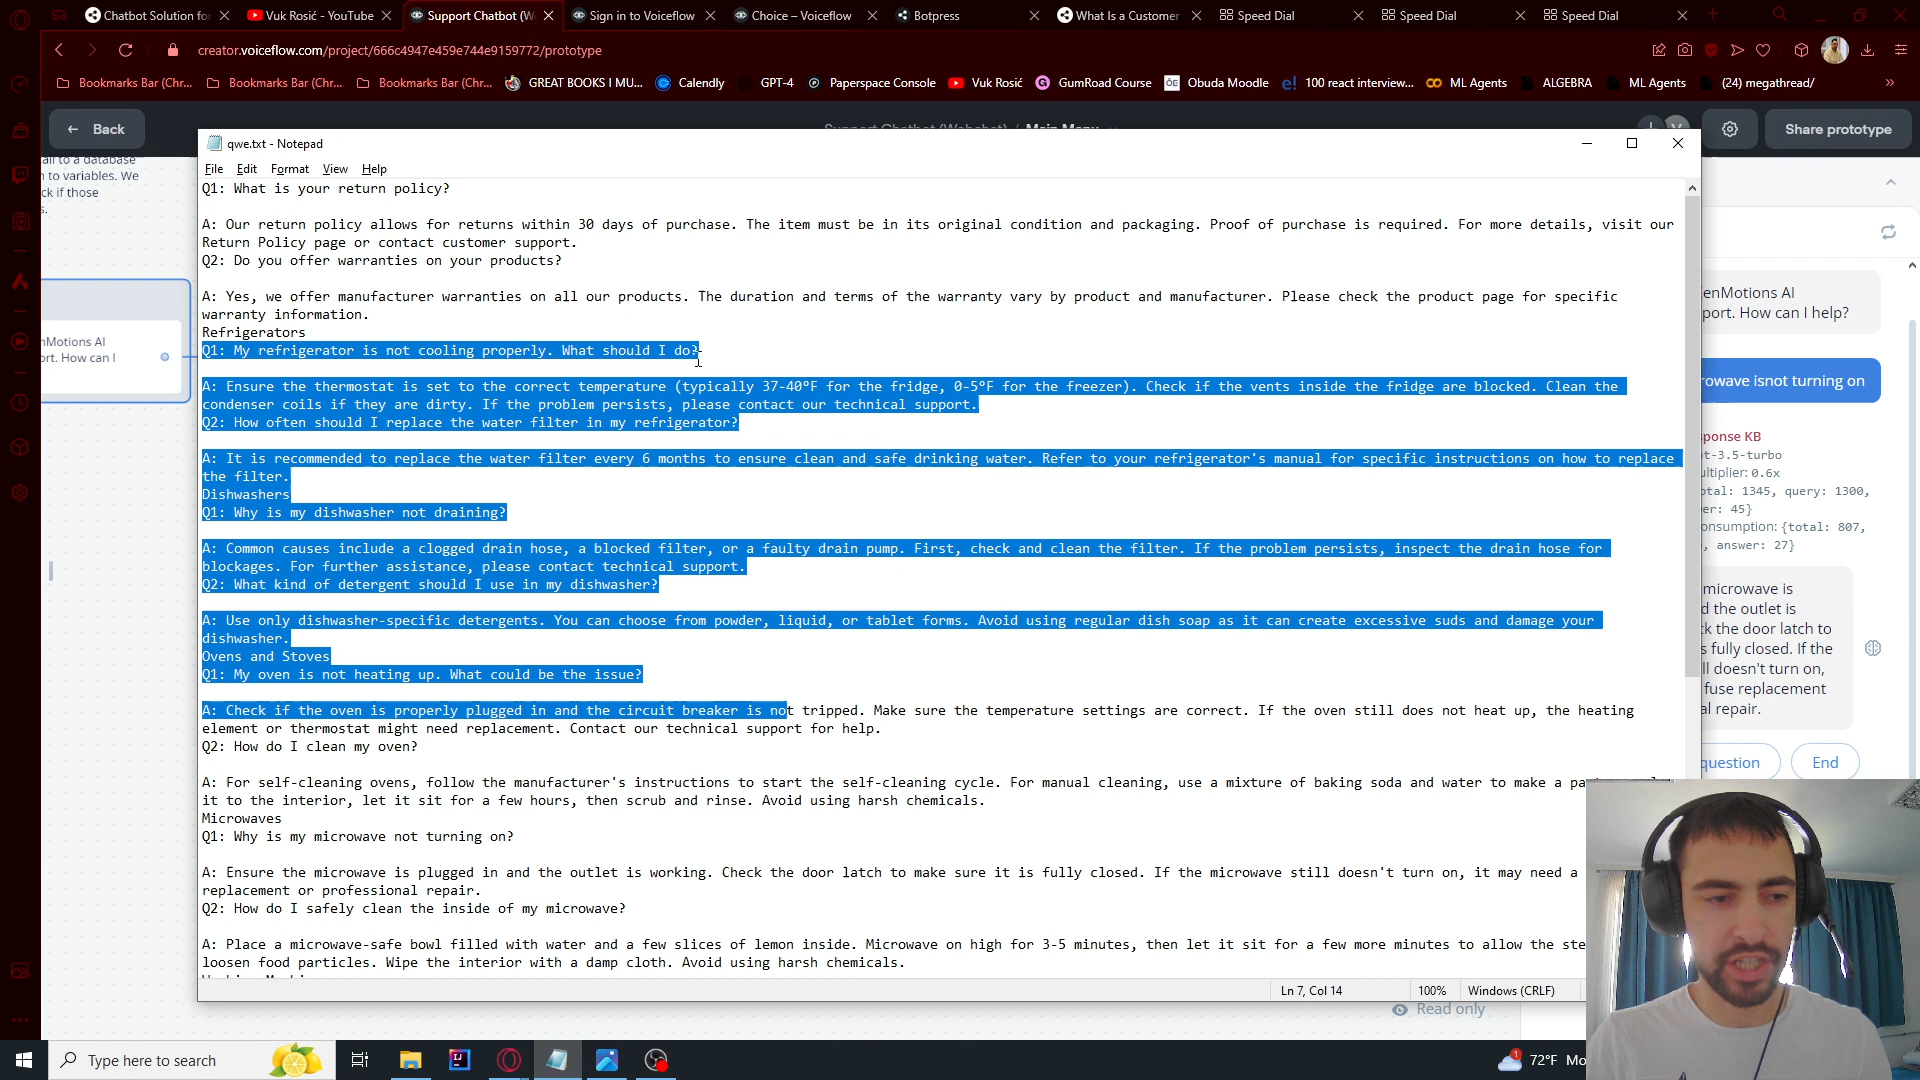 Chatbot Solution for
Vuk Rosić - YouTube
Support Chatbot (W
Sign in to Voiceflow
Choice – Voiceflow
Botpress
What Is a Customer
Speed Dial
Speed Dial
Speed Dial
creator.voiceflow.com/project/666c4947e459e744e9159772/prototype
Bookmarks Bar (Chr...
Bookmarks Bar (Chr...
Bookmarks Bar (Chr...
GREAT BOOKS I MU...
Calendly
GPT-4
Paperspace Console
Vuk Rosić
GumRoad Course
Obuda Moodle
100 react interview...
ML Agents
ALGEBRA
ML Agents
(24) megathread/
Back
Share prototype
all to a database
n to variables. We
ck if those
s.
qwe.txt - Notepad
File Edit Format View Help
Q1: What is your return policy?
A: Our return policy allows for returns within 30 days of purchase. The item must be in its original condition and packaging. Proof of purchase is required. For more details, visit our
Return Policy page or contact customer support.
Q2: Do you offer warranties on your products?
A: Yes, we offer manufacturer warranties on all our products. The duration and terms of the warranty vary by product and manufacturer. Please check the product page for specific
warranty information.
Refrigerators
Q1: My refrigerator is not cooling properly. What should I do?
A: Ensure the thermostat is set to the correct temperature (typically 37-40°F for the fridge, 0-5°F for the freezer). Check if the vents inside the fridge are blocked. Clean the
condenser coils if they are dirty. If the problem persists, please contact our technical support.
Q2: How often should I replace the water filter in my refrigerator?
A: It is recommended to replace the water filter every 6 months to ensure clean and safe drinking water. Refer to your refrigerator's manual for specific instructions on how to replace
the filter.
Dishwashers
Q1: Why is my dishwasher not draining?
A: Common causes include a clogged drain hose, a blocked filter, or a faulty drain pump. First, check and clean the filter. If the problem persists, inspect the drain hose for
blockages. For further assistance, please contact technical support.
Q2: What kind of detergent should I use in my dishwasher?
A: Use only dishwasher-specific detergents. You can choose from powder, liquid, or tablet forms. Avoid using regular dish soap as it can create excessive suds and damage your
dishwasher.
Ovens and Stoves
Q1: My oven is not heating up. What could be the issue?
A: Check if the oven is properly plugged in and the circuit breaker is not tripped. Make sure the temperature settings are correct. If the oven still does not heat up, the heating
element or thermostat might need replacement. Contact our technical support for help.
Q2: How do I clean my oven?
A: For self-cleaning ovens, follow the manufacturer's instructions to start the self-cleaning cycle. For manual cleaning, use a mixture of baking soda and water to make a
it to the interior, let it sit for a few hours, then scrub and rinse. Avoid using harsh chemicals.
Microwaves
Q1: Why is my microwave not turning on?
A: Ensure the microwave is plugged in and the outlet is working. Check the door latch to make sure it is fully closed. If the microwave still doesn't turn on, it may need a
replacement or professional repair.
Q2: How do I safely clean the inside of my microwave?
A: Place a microwave-safe bowl filled with water and a few slices of lemon inside. Microwave on high for 3-5 minutes, then let it sit for a few more minutes to allow the ste
loosen food particles. Wipe the interior with a damp cloth. Avoid using harsh chemicals.
Ln 7, Col 14
100%
Windows (CRLF)
nMotions AI
ort. How can I
enMotions AI
port. How can I help?
rowave isnot turning on
sponse KB
t-3.5-turbo
ultiplier: 0.6x
otal: 1345, query: 1300,
er: 45}
onsumption: {total: 807,
, answer: 27}
microwave is
d the outlet is
k the door latch to
s fully closed. If the
ll doesn't turn on,
fuse replacement
al repair.
question
End
Read only
Type here to search
1
72°F Mo